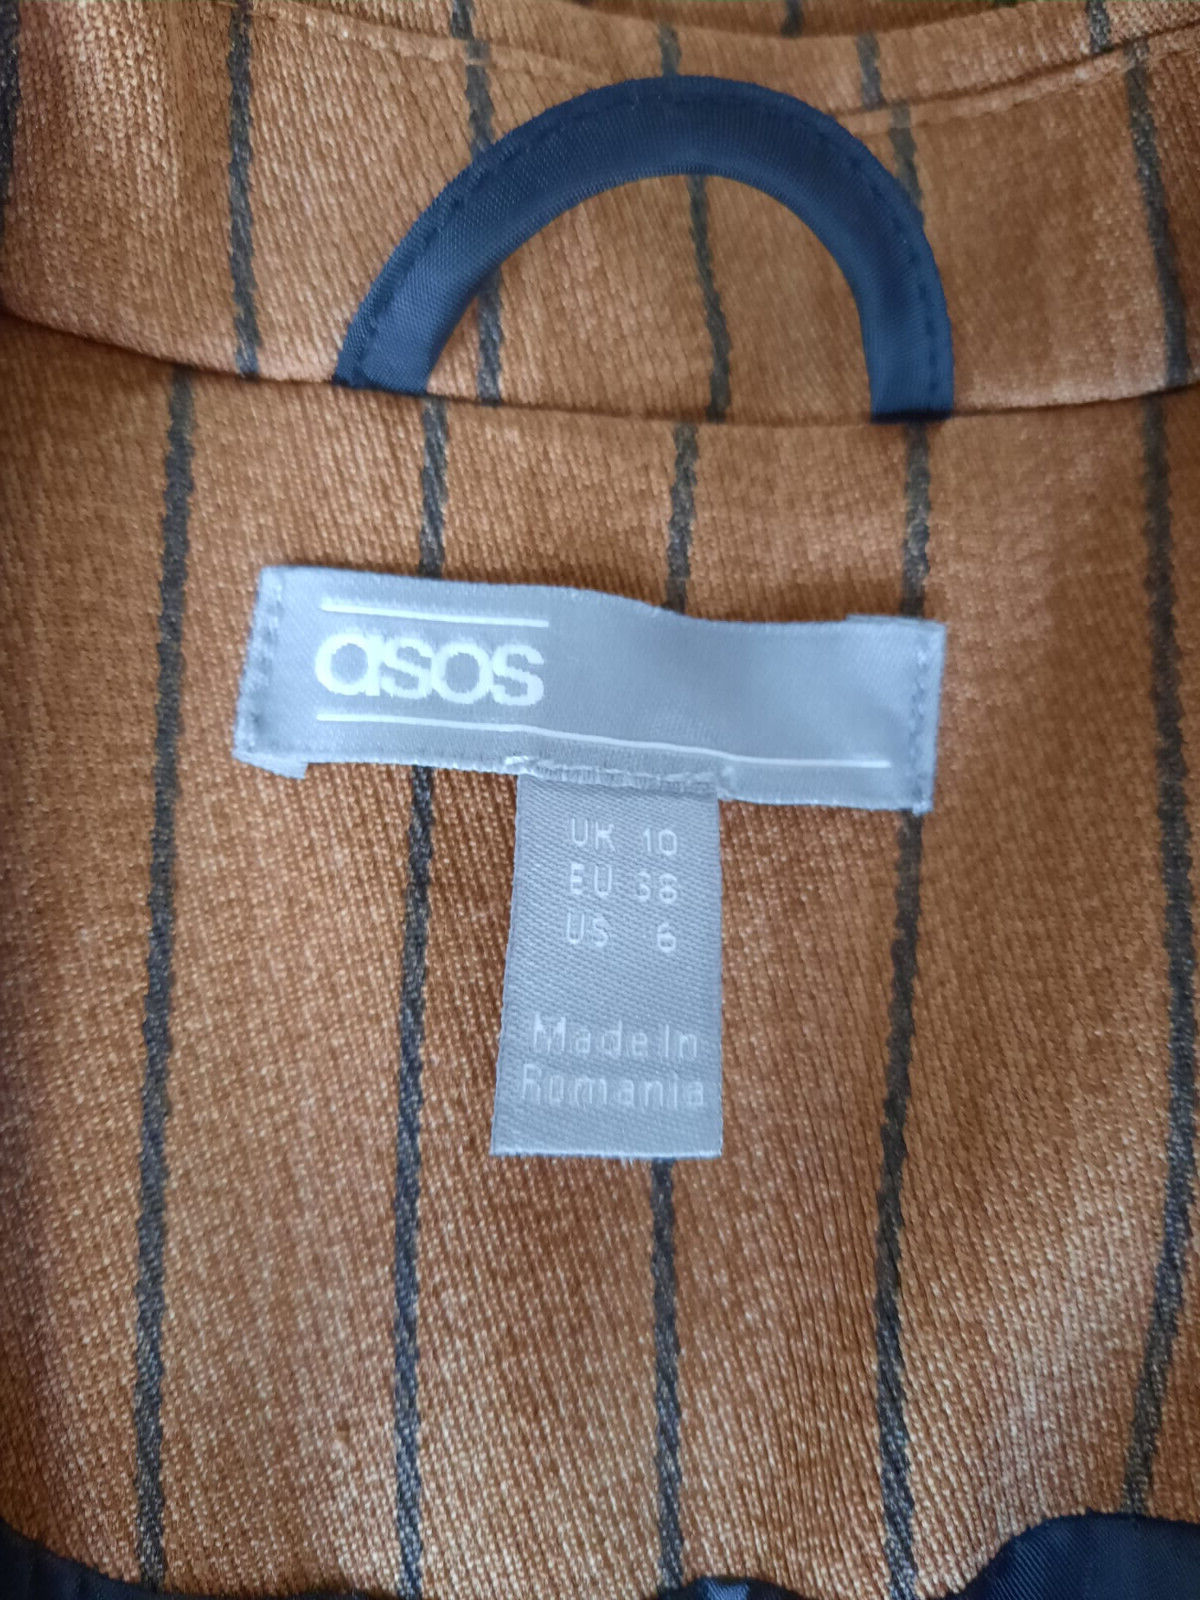 asos
UK 10
EU 38
US 6
Made In
Romania